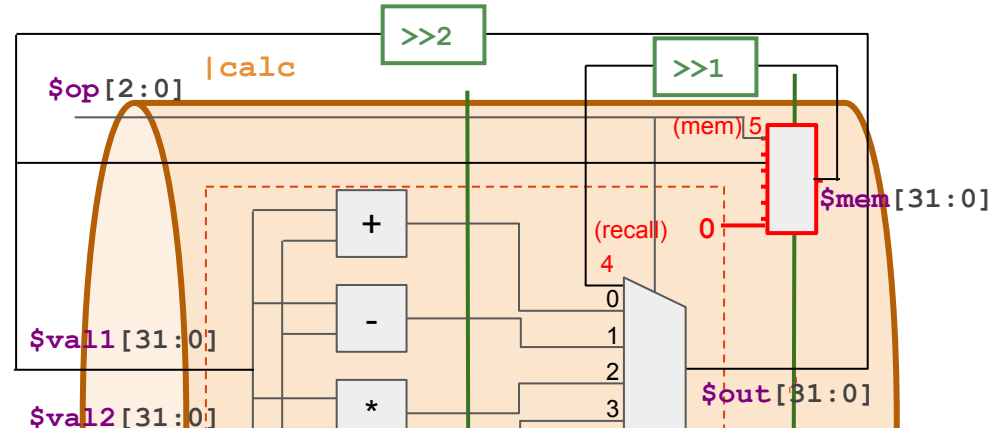 >>2
|calc
>>1
$op[2:0]
(mem) 5
$mem[31:0]
+
(recall)
0
4
0
-
1
$val1[31:0]
2
$out[31:0]
*
3
$val2[31:0]